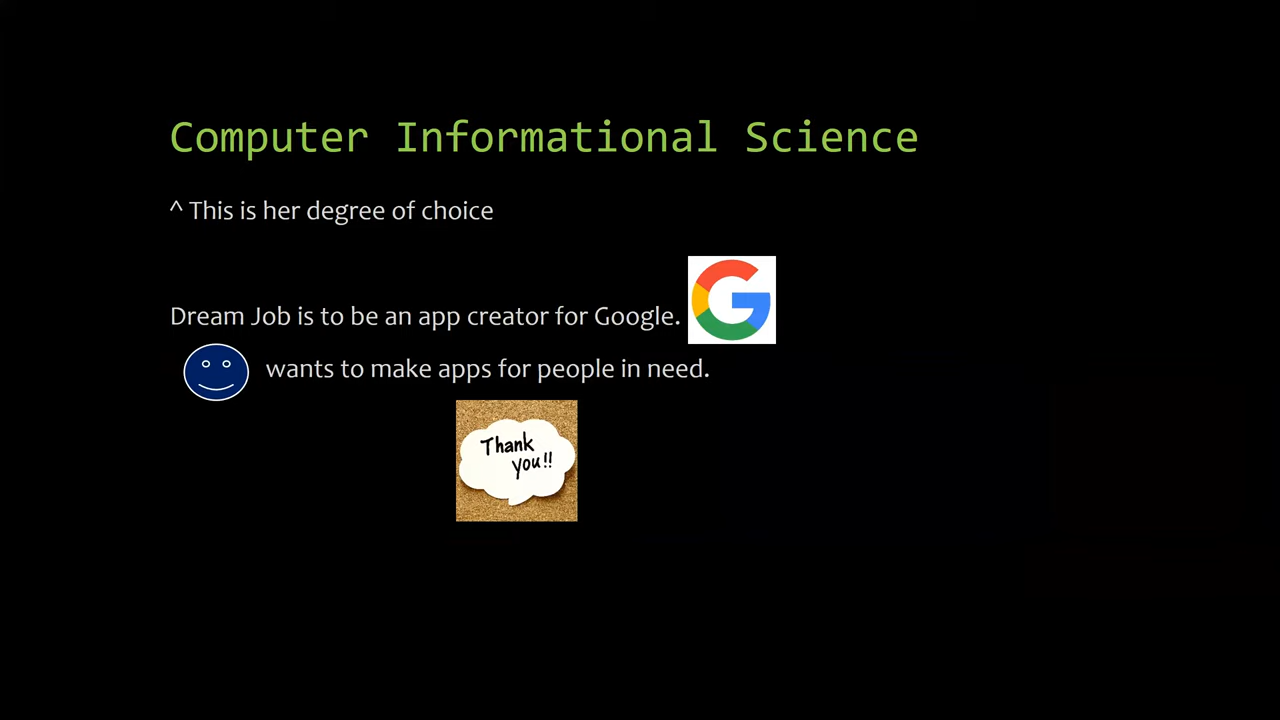 Computer Informational Science
^ This is her degree of choice
Dream Job is to be an app creator for Google.
wants to make apps for people in need.
Thank
you!!